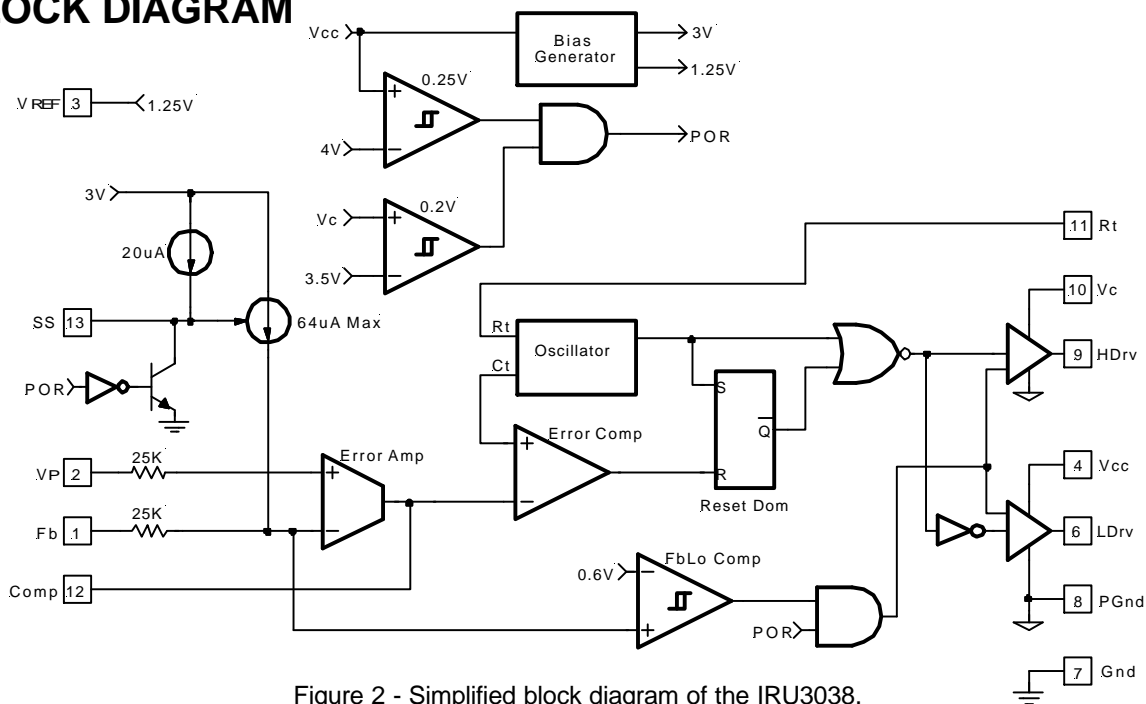 BLOCK DIAGRAM
Vcc
Bias
Generator
3V
1.25V
0.25V
VREF 3 1.25V
4V
POR
3V
Vc
0.2V
3.5V
11 Rt
20uA
10 Vc
SS 13
64uA Max
Rt
Oscillator
Ct
9 HDrv
POR
S
Q
R
Error Comp
Reset Dom
VP 2
25K
Error Amp
4 Vcc
Fb 1
25K
6 LDrv
FbLo Comp
0.6V
Comp 12
8 PGnd
POR
7 Gnd
Figure 2 - Simplified block diagram of the IRU3038.